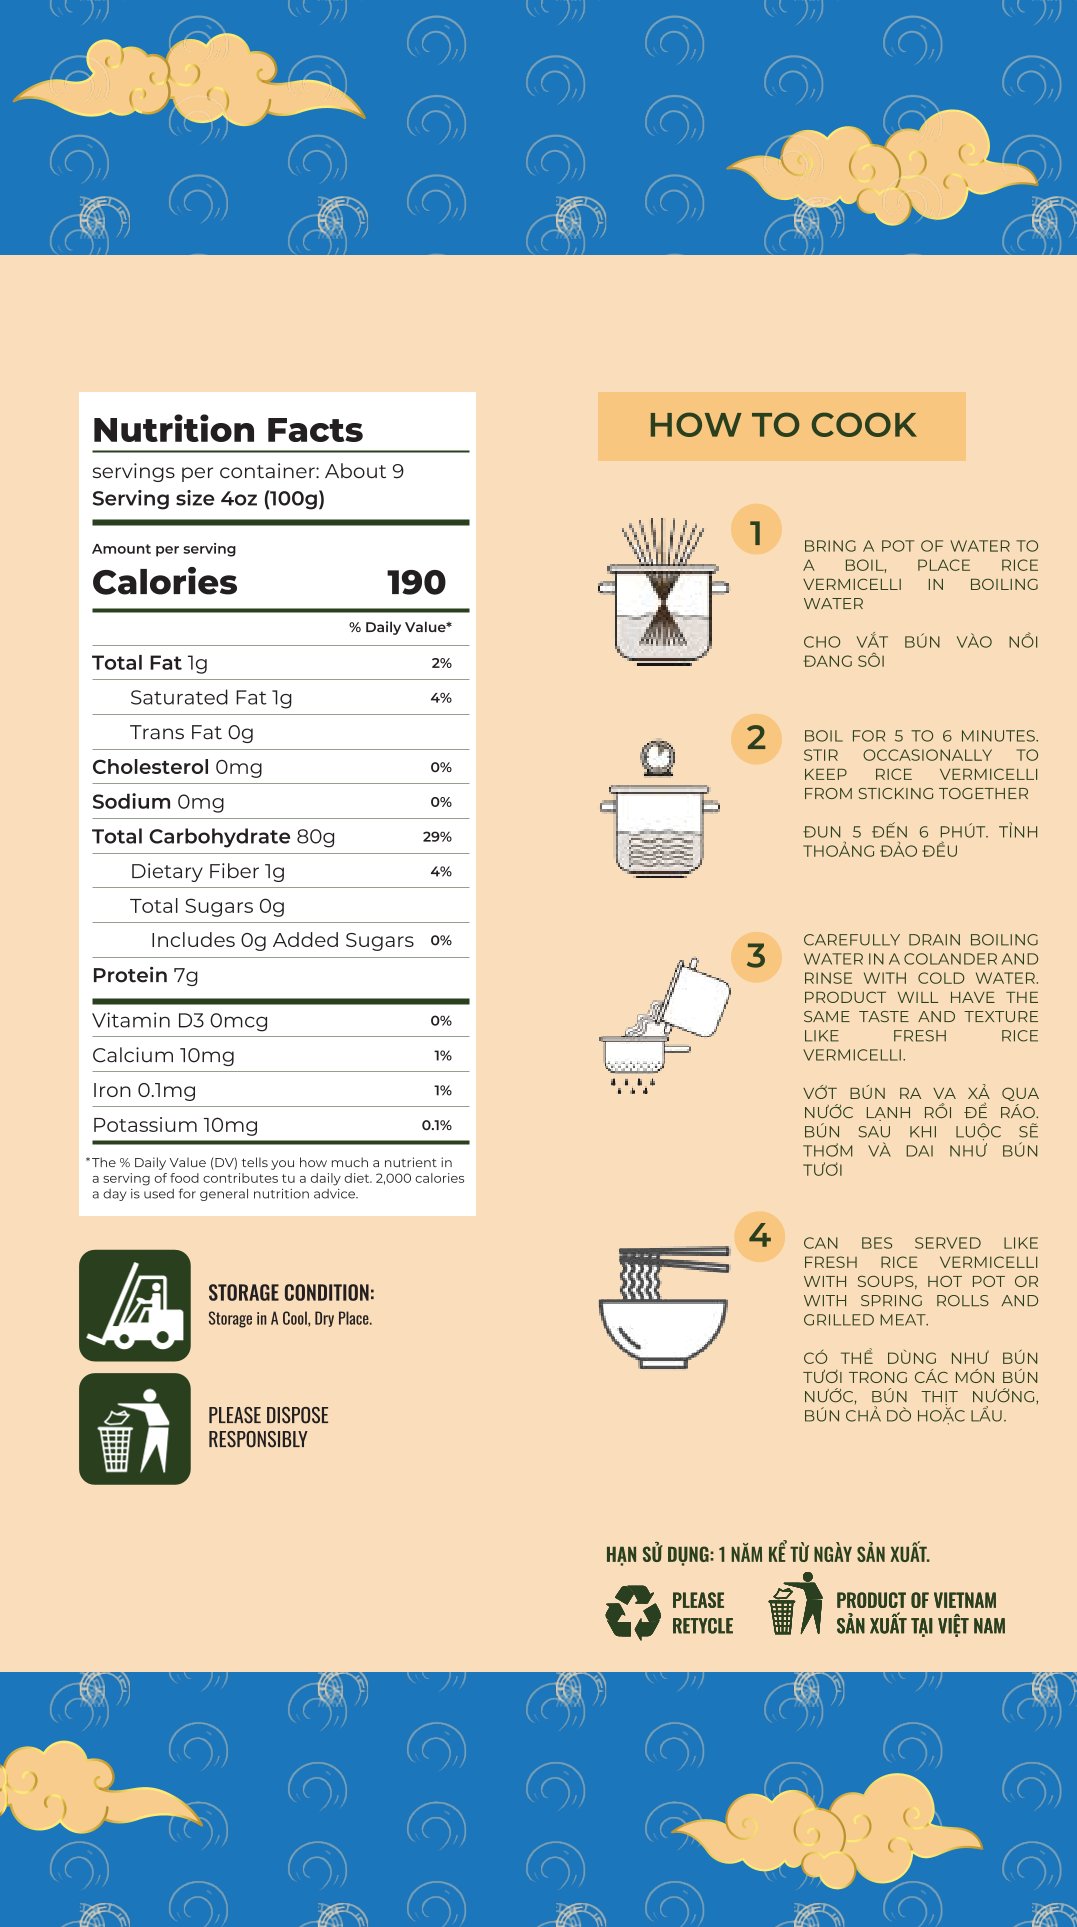 Nutrition Facts
servings per container: About 9
Serving size 4oz (100g)
Amount per serving
Calories 190
% Daily Value*
Total Fat 1g 2%
Saturated Fat 1g 4%
Trans Fat 0g
Cholesterol 0mg 0%
Sodium 0mg 0%
Total Carbohydrate 80g 29%
Dietary Fiber 1g 4%
Total Sugars 0g
Includes 0g Added Sugars 0%
Protein 7g
Vitamin D3 0mcg 0%
Calcium 10mg 1%
Iron 0.1mg 1%
Potassium 10mg 0.1%
*The % Daily Value (DV) tells you how much a nutrient in
a serving of food contributes tu a daily diet. 2,000 calories
a day is used for general nutrition advice.
STORAGE CONDITION:
Storage in A Cool, Dry Place.
PLEASE DISPOSE
RESPONSIBLY
HOW TO COOK
1
BRING A POT OF WATER TO
A BOIL, PLACE RICE
VERMICELLI IN BOILING
WATER
CHO VẮT BÚN VÀO NỒI
ĐANG SÔI
2
BOIL FOR 5 TO 6 MINUTES.
STIR OCCASIONALLY TO
KEEP RICE VERMICELLI
FROM STICKING TOGETHER
ĐUN 5 ĐẾN 6 PHÚT. TỈNH
THOẢNG ĐẢO ĐỀU
3
CAREFULLY DRAIN BOILING
WATER IN A COLANDER AND
RINSE WITH COLD WATER.
PRODUCT WILL HAVE THE
SAME TASTE AND TEXTURE
LIKE FRESH RICE
VERMICELLI.
VỚT BÚN RA VA XẢ QUA
NƯỚC LẠNH RỒI ĐỂ RÁO.
BÚN SAU KHI LUỘC SẼ
THƠM VÀ DAI NHƯ BÚN
TƯƠI
4
CAN BES SERVED LIKE
FRESH RICE VERMICELLI
WITH SOUPS, HOT POT OR
WITH SPRING ROLLS AND
GRILLED MEAT.
CÓ THỂ DÙNG NHƯ BÚN
TƯƠI TRONG CÁC MÓN BÚN
NƯỚC, BÚN THỊT NƯỚNG,
BÚN CHẢ DÒ HOẶC LẨU.
HẠN SỬ DỤNG: 1 NĂM KỂ TỪ NGÀY SẢN XUẤT.
PLEASE
RETYCLE
PRODUCT OF VIETNAM
SẢN XUẤT TẠI VIỆT NAM